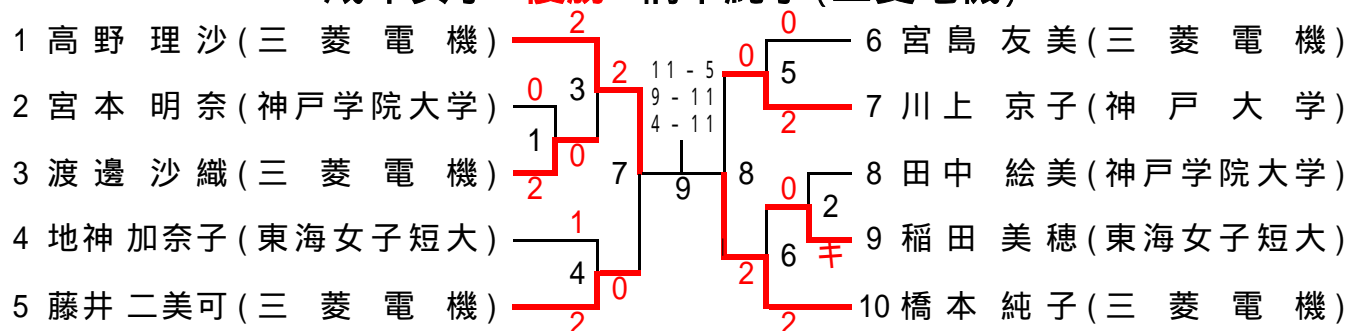 1 高野 理沙(三菱電機)
2 宮本 明奈(神戸学院大学)
3 渡邊 沙織(三菱電機)
4 地神 加奈子(東海女子短大)
5 藤井 二美可(三菱電機)
2
0
3
2
1
0
2
7
1
4
0
2
11 - 5
9 - 11
4 - 11
9
0
0
5
2
8
0
2
キ
6
2
2
6 宮島 友美(三菱電機)
7 川上 京子(神戸大学)
8 田中 絵美(神戸学院大学)
9 稲田 美穂(東海女子短大)
10 橋本 純子(三菱電機)